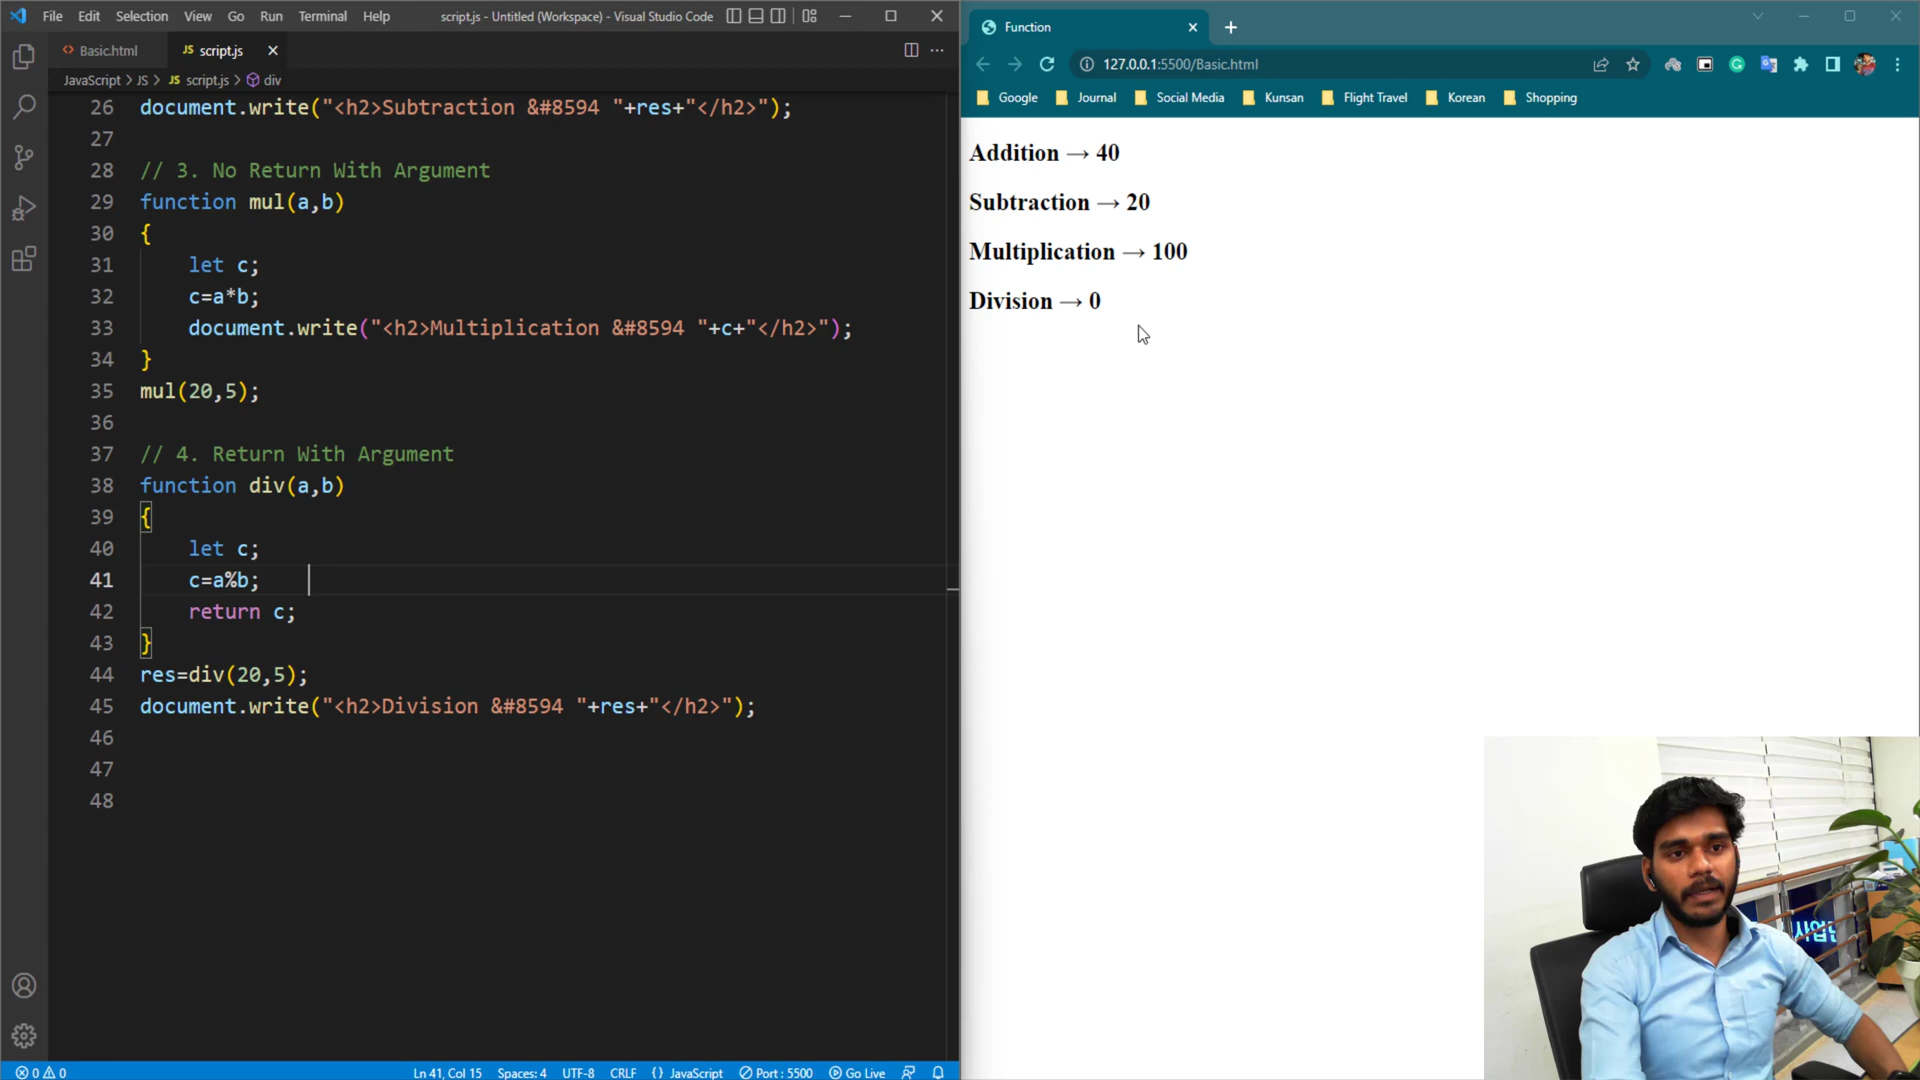 File Edit Selection View Go Run Terminal Help script.js - Untitled (Workspace) - Visual Studio Code
Basic.html JS script.js
JavaScript > JS > JS script.js > div
26 document.write("<h2>Subtraction &#8594 "+res+"</h2>");
27
28 // 3. No Return With Argument
29 function mul(a,b)
30 {
31 let c;
32 c=a*b;
33 document.write("<h2>Multiplication &#8594 "+c+"</h2>");
34 }
35 mul(20,5);
36
37 // 4. Return With Argument
38 function div(a,b)
39 {
40 let c;
41 c=a%b;
42 return c;
43 }
44 res=div(20,5);
45 document.write("<h2>Division &#8594 "+res+"</h2>");
46
47
48
0 0 Ln 41, Col 15 Spaces: 4 UTF-8 CRLF {} JavaScript Port : 5500 Go Live
Function
127.0.0.1:5500/Basic.html
Google Journal Social Media Kunsan Flight Travel Korean Shopping
Addition → 40
Subtraction → 20
Multiplication → 100
Division → 0